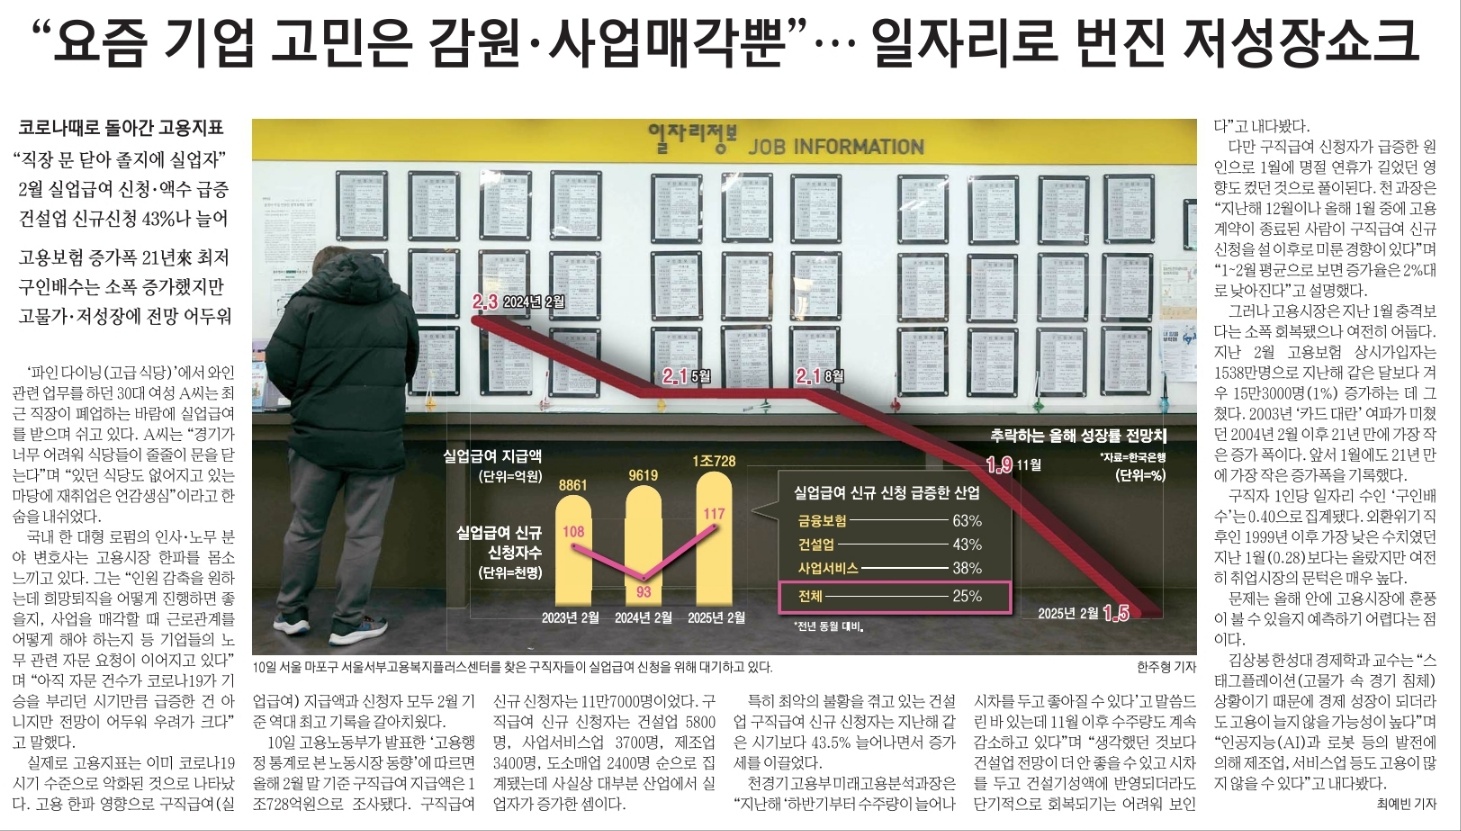 “요즘 기업 고민은 감원·사업매각뿐”… 일자리로 번진 저성장쇼크
코로나때로 돌아간 고용지표
“직장 문 닫아 졸지에 실업자”
2월 실업급여 신청·액수 급증
건설업 신규신청 43%나 늘어
고용보험 증가폭 21년來 최저
구인배수는 소폭 증가했지만
고물가·저성장에 전망 어두워
‘파인 다이닝(고급 식당)’에서 와인
관련 업무를 하던 30대 여성 A씨는 최
근 직장이 폐업하는 바람에 실업급여
를 받으며 쉬고 있다. A씨는 “경기가
너무 어려워 식당들이 줄줄이 문을 닫
는다”며 “있던 식당도 없어지고 있는
마당에 재취업은 언감생심”이라고 한
숨을 내쉬었다.
국내 한 대형 로펌의 인사·노무 분
야 변호사는 고용시장 한파를 몸소
느끼고 있다. 그는 “인원 감축을 원하
는데 희망퇴직을 어떻게 진행하면 좋
을지, 사업을 매각할 때 근로관계를
어떻게 해야 하는지 등 기업들의 노
무 관련 자문 요청이 이어지고 있다”
며 “아직 자문 건수가 코로나19가 기
승을 부리던 시기만큼 급증한 건 아
니지만 전망이 어두워 우려가 크다”
고 말했다.
실제로 고용지표는 이미 코로나19
시기 수준으로 악화된 것으로 나타났
다. 고용 한파 영향으로 구직급여(실
일자리정보 JOB INFORMATION
2.3 2024년 2월
2.1 5월
2.1 8월
추락하는 올해 성장률 전망치
*자료=한국은행
(단위=%)
1.9 11월
2025년 2월 1.5
실업급여 지급액
(단위=억원)
8861
9619
1조728
실업급여 신규
신청자수
(단위=천명)
108
93
117
2023년 2월
2024년 2월
2025년 2월
실업급여 신규 신청 급증한 산업
금융보험 63%
건설업 43%
사업서비스 38%
전체 25%
*전년 동월 대비.
10일 서울 마포구 서울서부고용복지플러스센터를 찾은 구직자들이 실업급여 신청을 위해 대기하고 있다.
한주형 기자
업급여) 지급액과 신청자 모두 2월 기
준 역대 최고 기록을 갈아치웠다.
10일 고용노동부가 발표한 ‘고용행
정 통계로 본 노동시장 동향’에 따르면
올해 2월 말 기준 구직급여 지급액은 1
조728억원으로 조사됐다. 구직급여
신규 신청자는 11만7000명이었다. 구
직급여 신규 신청자는 건설업 5800
명, 사업서비스업 3700명, 제조업
3400명, 도소매업 2400명 순으로 집
계됐는데 사실상 대부분 산업에서 실
업자가 증가한 셈이다.
특히 최악의 불황을 겪고 있는 건설
업 구직급여 신규 신청자는 지난해 같
은 시기보다 43.5% 늘어나면서 증가
세를 이끌었다.
천경기 고용부 미래고용분석과장은
“지난해 ‘하반기부터 수주량이 늘어나
시차를 두고 좋아질 수 있다’고 말씀드
린 바 있는데 11월 이후 수주량도 계속
감소하고 있다”며 “생각했던 것보다
건설업 전망이 더 안 좋을 수 있고 시차
를 두고 건설기성액에 반영되더라도
단기적으로 회복되기는 어려워 보인
다”고 내다봤다.
다만 구직급여 신청자가 급증한 원
인으로 1월에 명절 연휴가 길었던 영
향도 컸던 것으로 풀이된다. 천 과장은
“지난해 12월이나 올해 1월 중에 고용
계약이 종료된 사람이 구직급여 신규
신청을 설 이후로 미룬 경향이 있다”며
“1~2월 평균으로 보면 증가율은 2%대
로 낮아진다”고 설명했다.
그러나 고용시장은 지난 1월 충격보
다는 소폭 회복됐으나 여전히 어둡다.
지난 2월 고용보험 상시가입자는
1538만명으로 지난해 같은 달보다 겨
우 15만3000명(1%) 증가하는 데 그
쳤다. 2003년 ‘카드 대란’ 여파가 미쳤
던 2004년 2월 이후 21년 만에 가장 작
은 증가 폭이다. 앞서 1월에도 21년 만
에 가장 작은 증가폭을 기록했다.
구직자 1인당 일자리 수인 ‘구인배
수’는 0.40으로 집계됐다. 외환위기 직
후인 1999년 이후 가장 낮은 수치였던
지난 1월(0.28)보다는 올랐지만 여전
히 취업시장의 문턱은 매우 높다.
문제는 올해 안에 고용시장에 훈풍
이 불 수 있을지 예측하기 어렵다는 점
이다.
김상봉 한성대 경제학과 교수는 “스
태그플레이션(고물가 속 경기 침체)
상황이기 때문에 경제 성장이 되더라
도 고용이 늘지 않을 가능성이 높다”며
“인공지능(AI)과 로봇 등의 발전에
의해 제조업, 서비스업 등도 고용이 많
지 않을 수 있다”고 내다봤다.
최예빈 기자